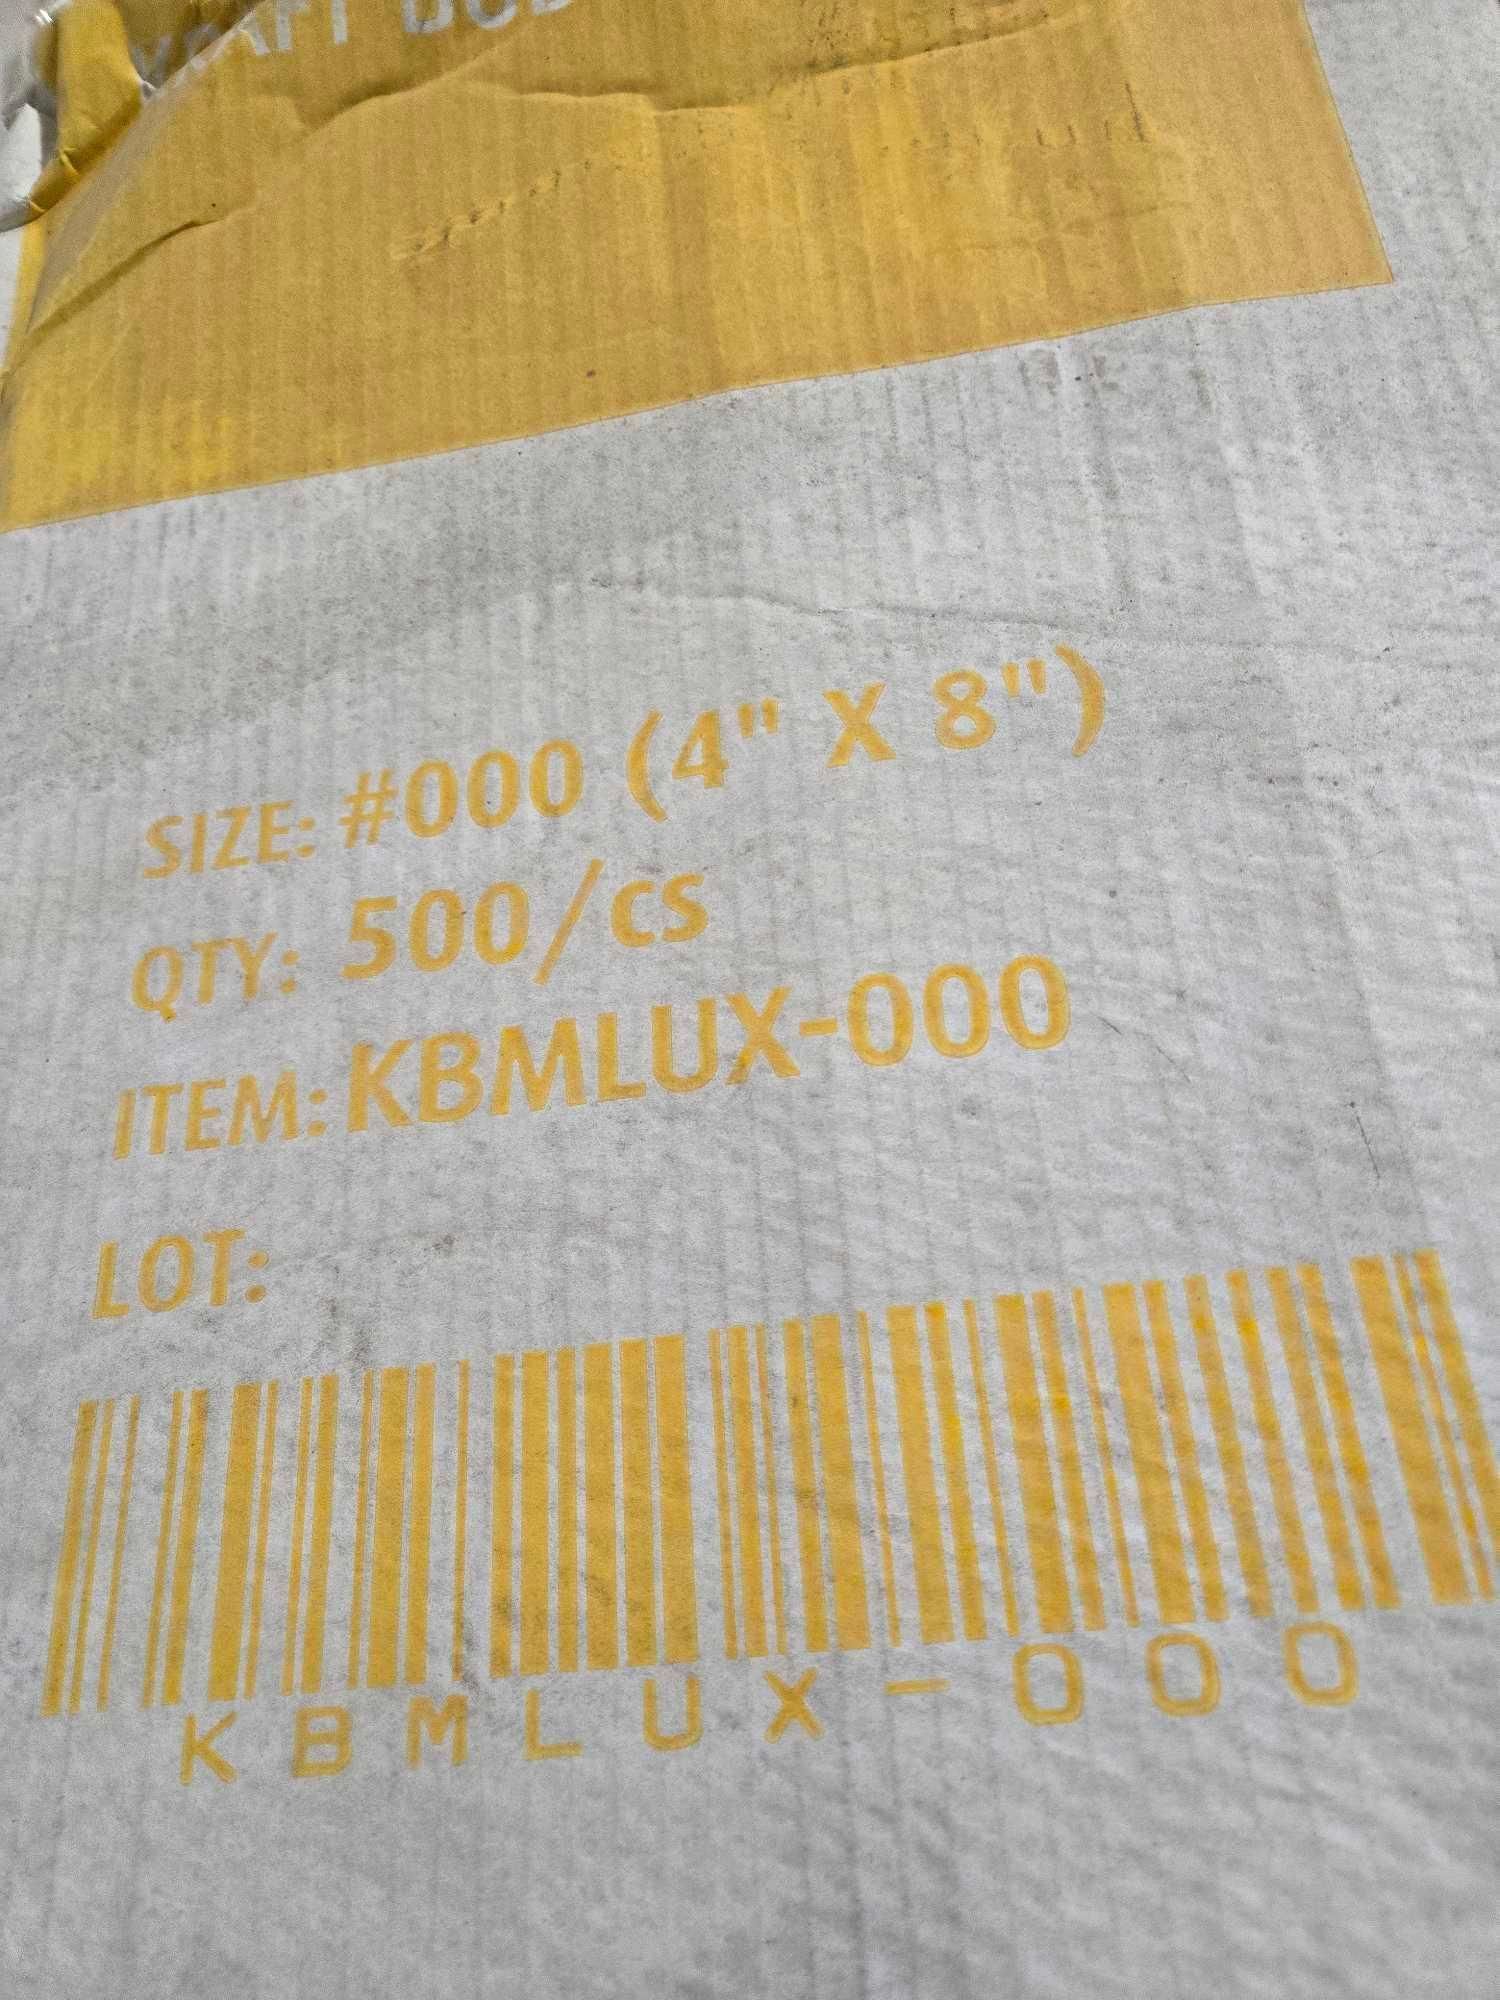 SIZE: #000 (4" X 8")
QTY: 500/CS
ITEM: KBMLUX-000
LOT:
KBMLUX-000